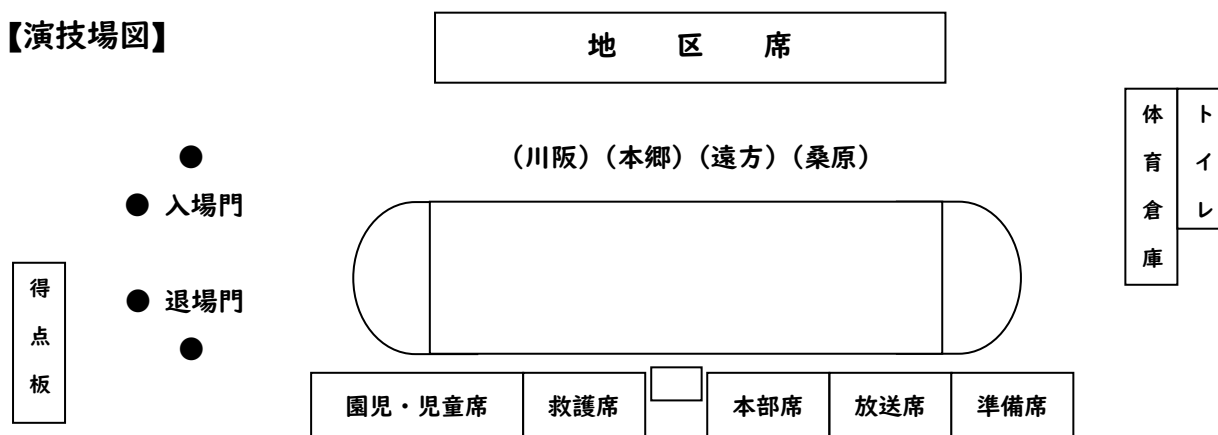 【演技場図】
地 区 席
(川阪)(本郷)(遠方)(桑原)
● 入場門
● 退場門
得点板
体育倉庫
トイレ
園児・児童席
救護席
本部席
放送席
準備席